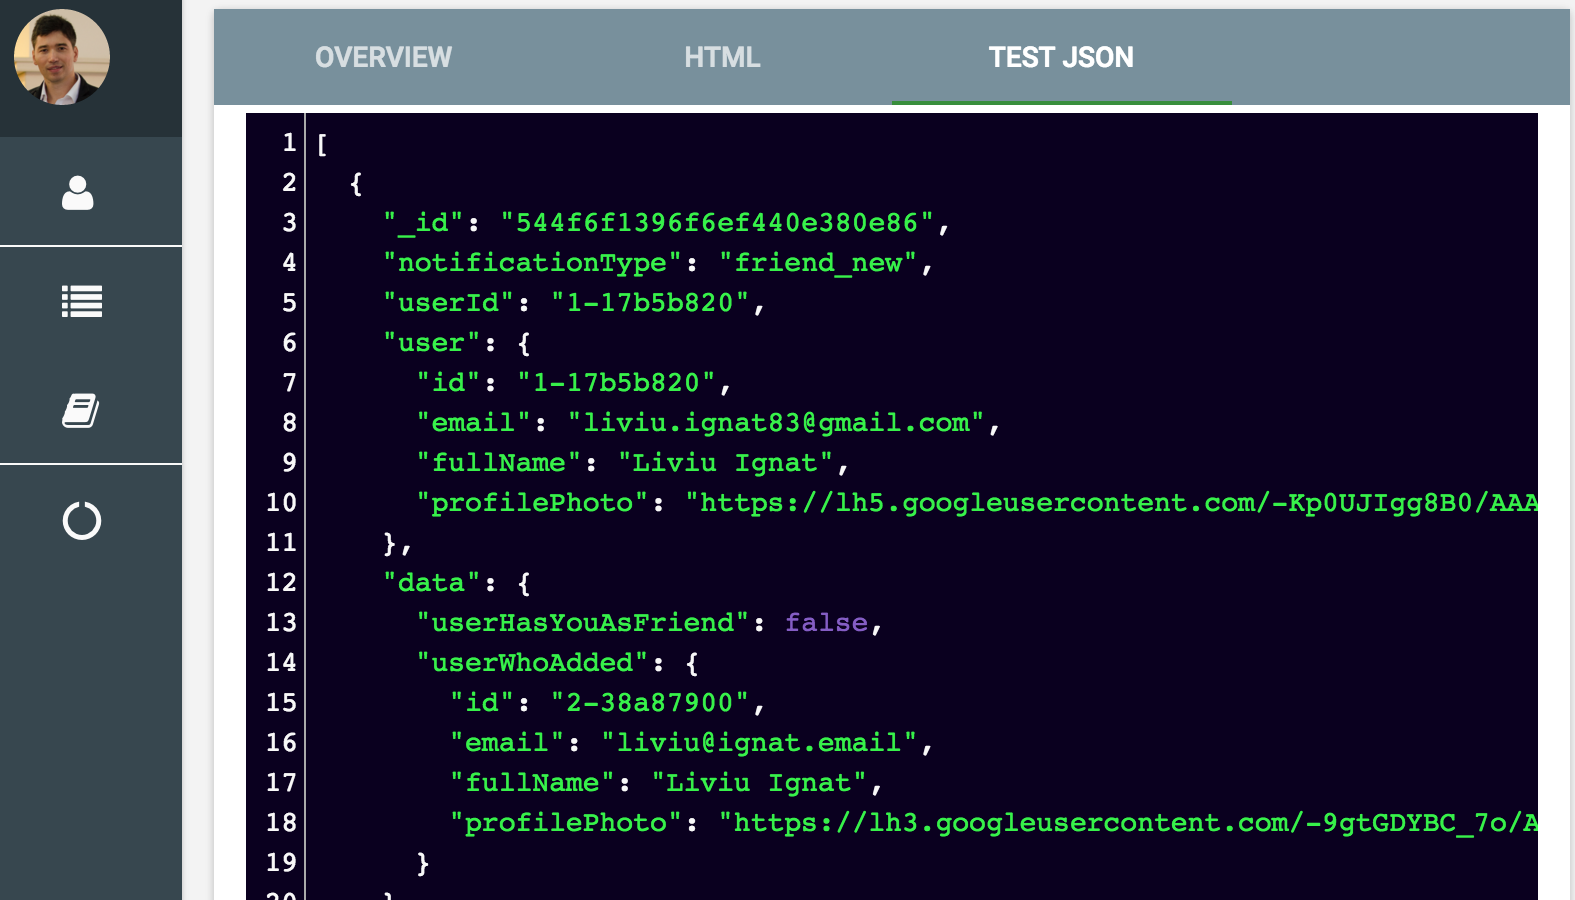 OVERVIEW HTML TEST JSON
1 [
2 {
3 "_id": "544f6f1396f6ef440e380e86",
4 "notificationType": "friend_new",
5 "userId": "1-17b5b820",
6 "user": {
7 "id": "1-17b5b820",
8 "email": "liviu.ignat83@gmail.com",
9 "fullName": "Liviu Ignat",
10 "profilePhoto": "https://lh5.googleusercontent.com/-Kp0UJIgg8B0/AAA
11 },
12 "data": {
13 "userHasYouAsFriend": false,
14 "userWhoAdded": {
15 "id": "2-38a87900",
16 "email": "liviu@ignat.email",
17 "fullName": "Liviu Ignat",
18 "profilePhoto": "https://lh3.googleusercontent.com/-9gtGDYBC_7o/A
19 }
20 }